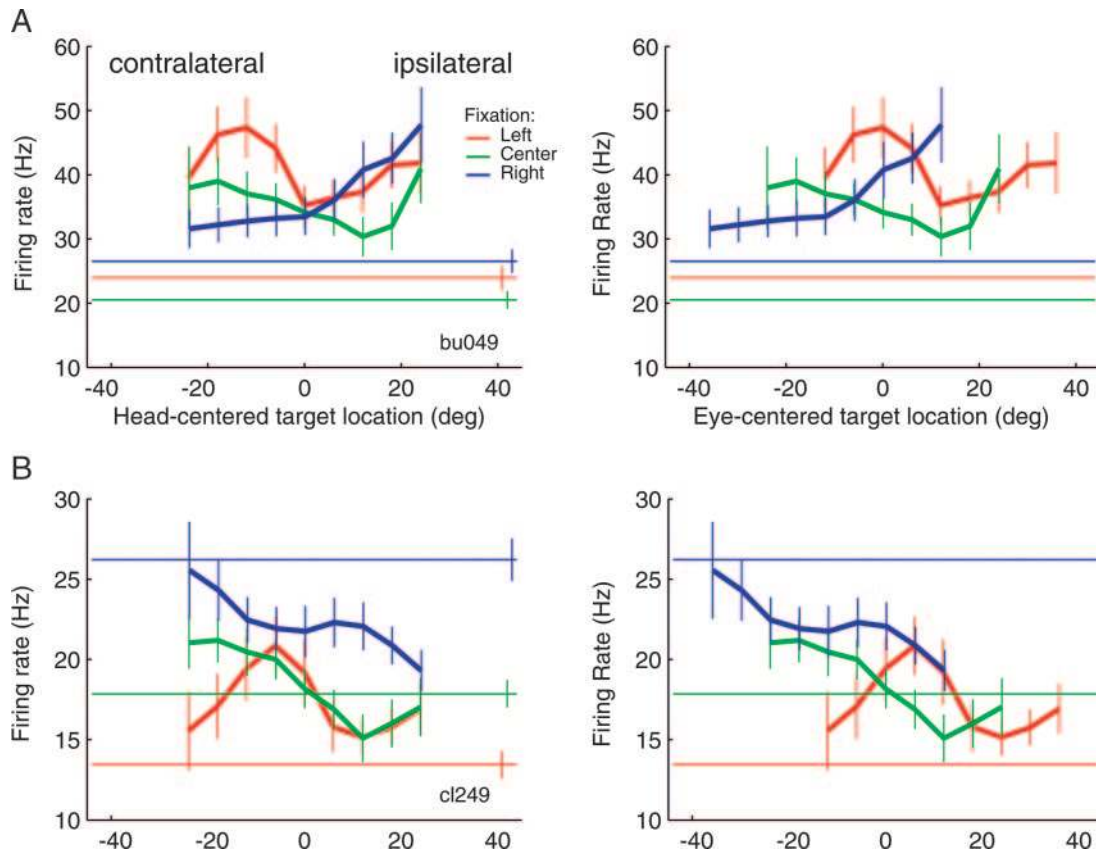 A
contralateral
ipsilateral
Fixation:
Left
Center
Right
Firing rate (Hz)
60
50
40
30
20
10
bu049
-40 -20 0 20 40
Head-centered target location (deg)
Firing Rate (Hz)
60
50
40
30
20
10
-40 -20 0 20 40
Eye-centered target location (deg)
B
Firing rate (Hz)
30
25
20
15
10
cl249
-40 -20 0 20 40
Firing Rate (Hz)
30
25
20
15
10
-40 -20 0 20 40